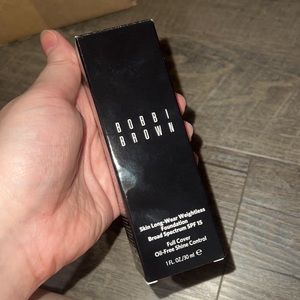 BOBBI
BROWN
Skin Long-Wear Weightless
Foundation
Broad Spectrum SPF 15
Full Cover
Oil-Free Shine Control
1 FL. OZ./30 ml ℮